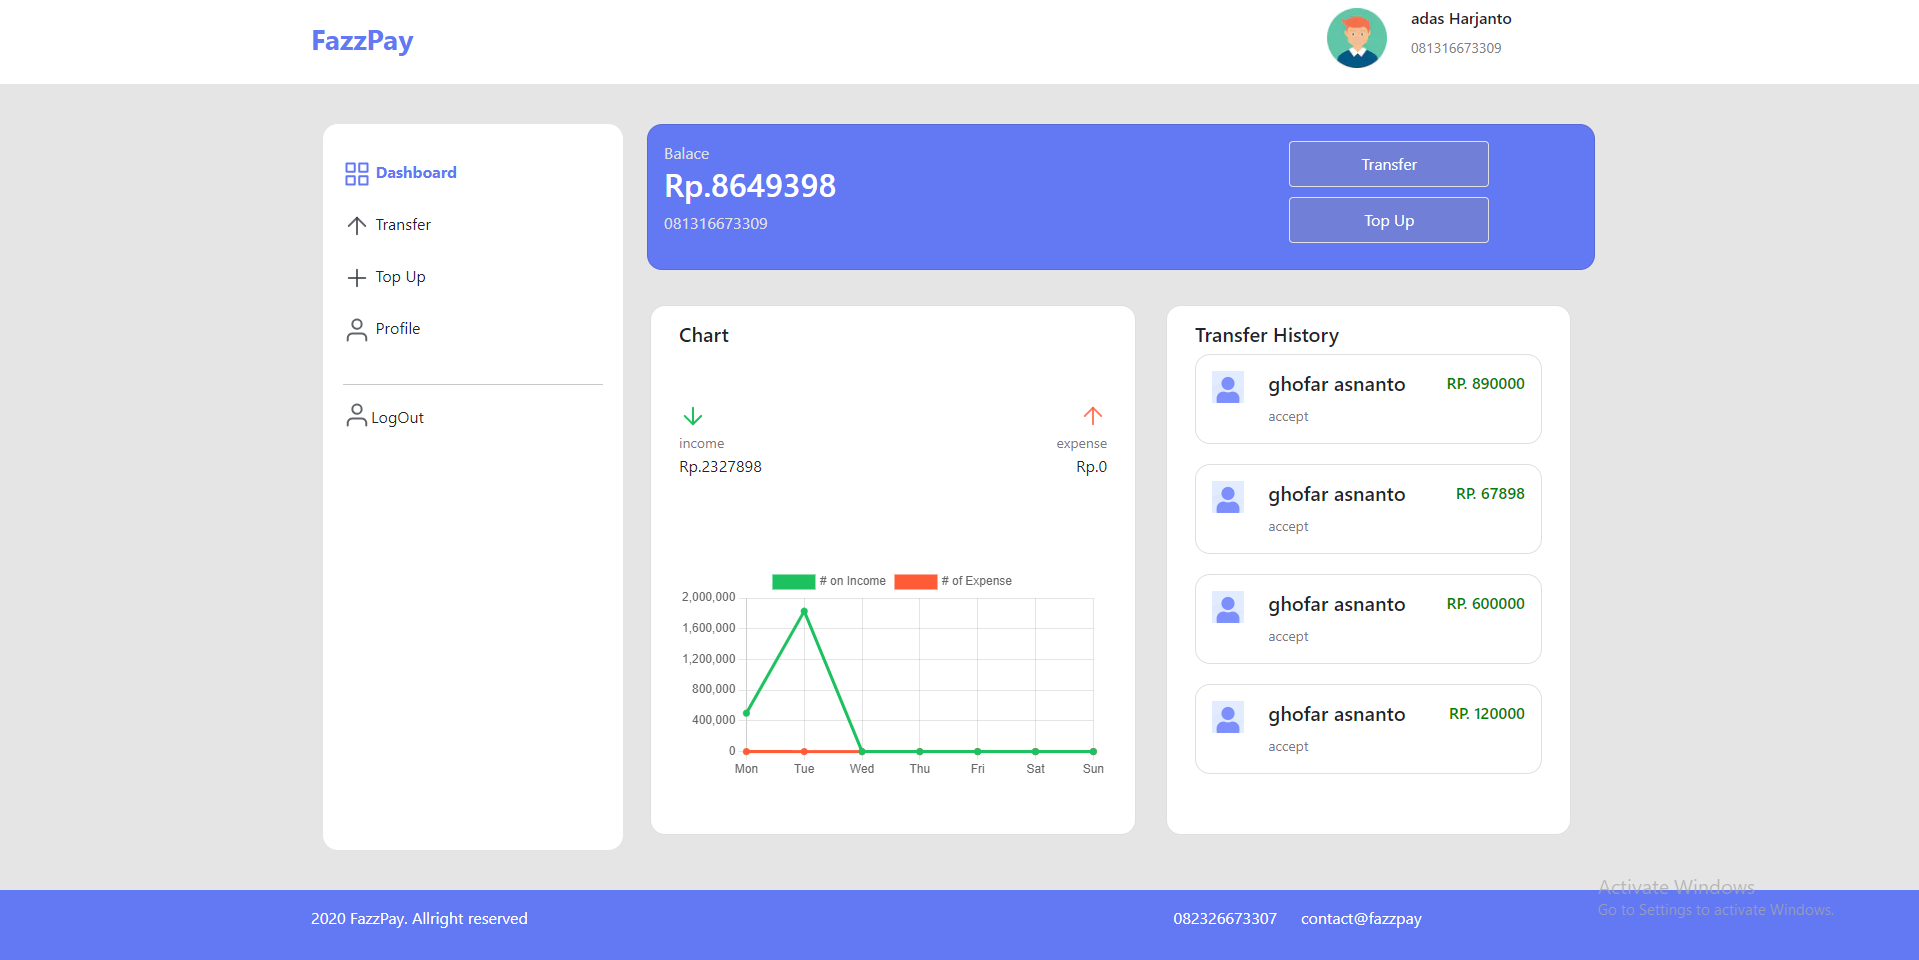 FazzPay
adas Harjanto
081316673309
Dashboard
Transfer
Top Up
Profile
LogOut
Balace
Rp.8649398
081316673309
Transfer
Top Up
Chart
income
Rp.2327898
expense
Rp.0
# on Income
# of Expense
2,000,000
1,600,000
1,200,000
800,000
400,000
0
Mon Tue Wed Thu Fri Sat Sun
Transfer History
ghofar asnanto RP. 890000
accept
ghofar asnanto RP. 67898
accept
ghofar asnanto RP. 600000
accept
ghofar asnanto RP. 120000
accept
Activate Windows
Go to Settings to activate Windows.
2020 FazzPay. Allright reserved
082326673307 contact@fazzpay